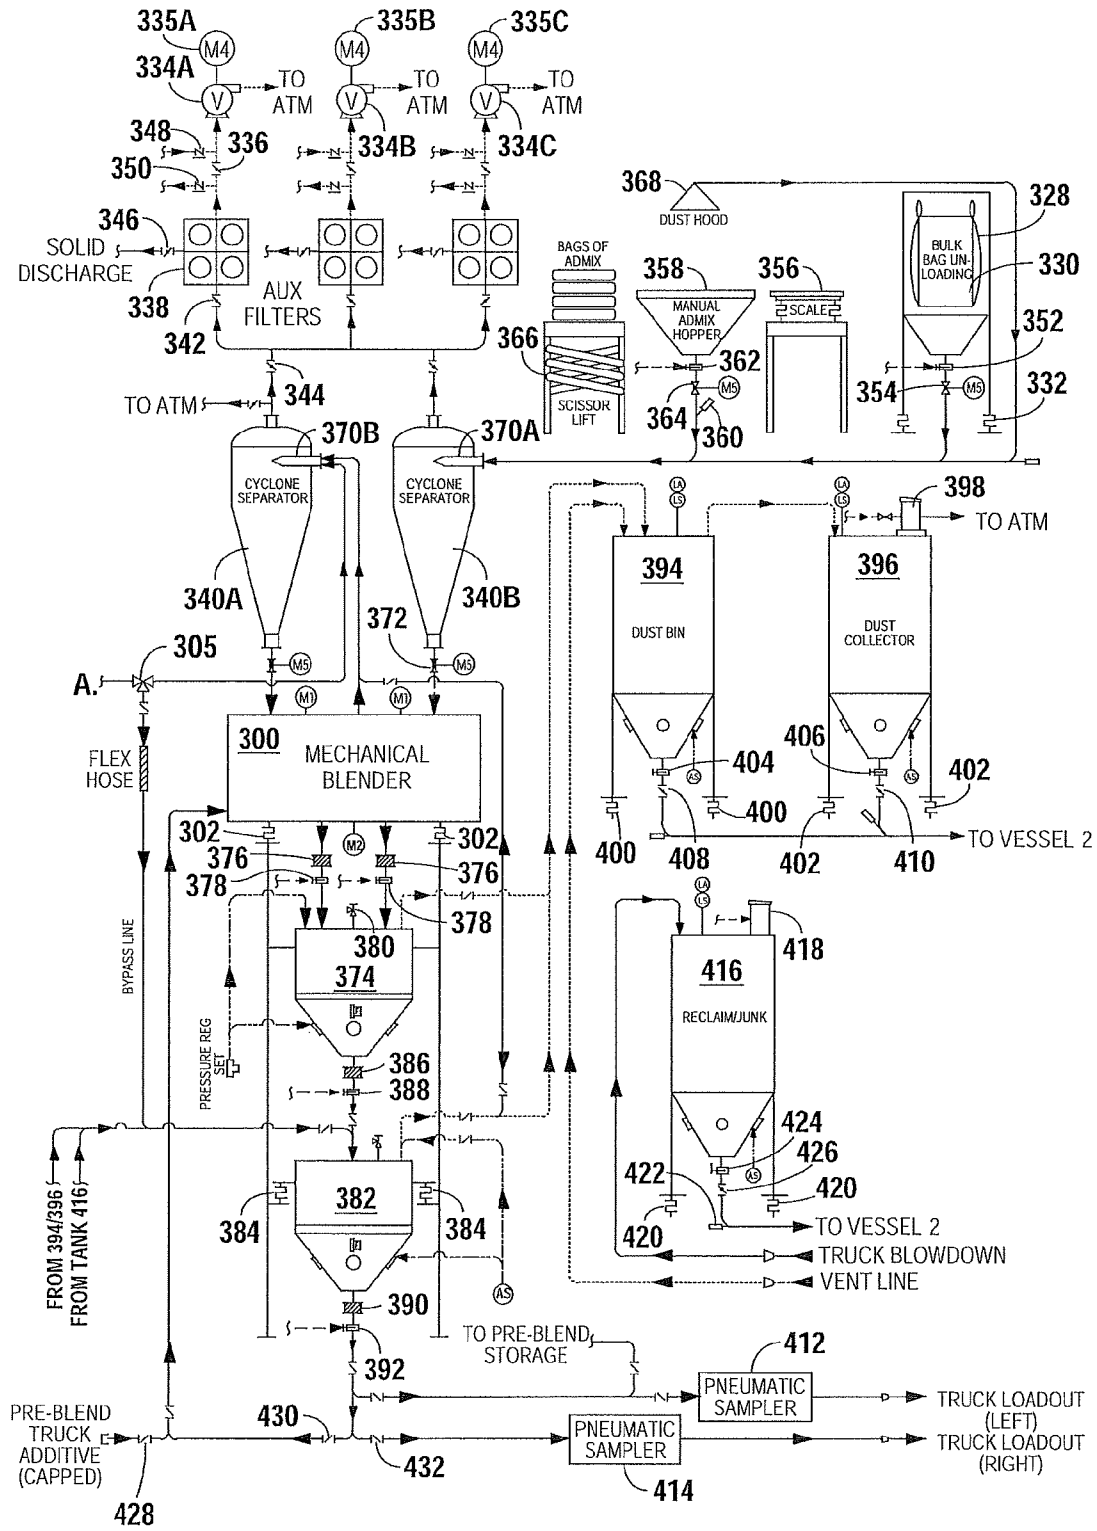 335A
335B
335C
M4
M4
M4
334A
TO
ATM
TO
ATM
TO
ATM
V
V
V
334B
334C
348
336
350
N
N
N
N
N
N
346
SOLID
DISCHARGE
338
AUX
FILTERS
342
344
TO ATM
368
DUST HOOD
328
BULK
BAG UN-
LOADING
330
BAGS OF
ADMIX
358
MANUAL
ADMIX
HOPPER
356
SCALE
366
SCISSOR
LIFT
362
364
M5
360
352
354
M5
332
370B
370A
CYCLONE
SEPARATOR
CYCLONE
SEPARATOR
340A
340B
372
M5
M5
305
A.
M1
M1
300
MECHANICAL
BLENDER
FLEX
HOSE
302
302
M2
376
376
378
378
380
374
BYPASS LINE
PRESSURE REG
SET
386
388
382
384
384
AS
390
392
FROM 394/396
FROM TANK 416
LA
LS
LA
LS
398
TO ATM
394
DUST BIN
396
DUST
COLLECTOR
404
AS
406
AS
400
400
402
402
408
410
TO VESSEL 2
LA
LS
418
416
RECLAIM/JUNK
424
426
AS
422
420
420
TO VESSEL 2
TRUCK BLOWDOWN
VENT LINE
TO PRE-BLEND
STORAGE
412
PNEUMATIC
SAMPLER
TRUCK LOADOUT
(LEFT)
PRE-BLEND
TRUCK
ADDITIVE
(CAPPED)
428
430
432
PNEUMATIC
SAMPLER
414
TRUCK LOADOUT
(RIGHT)